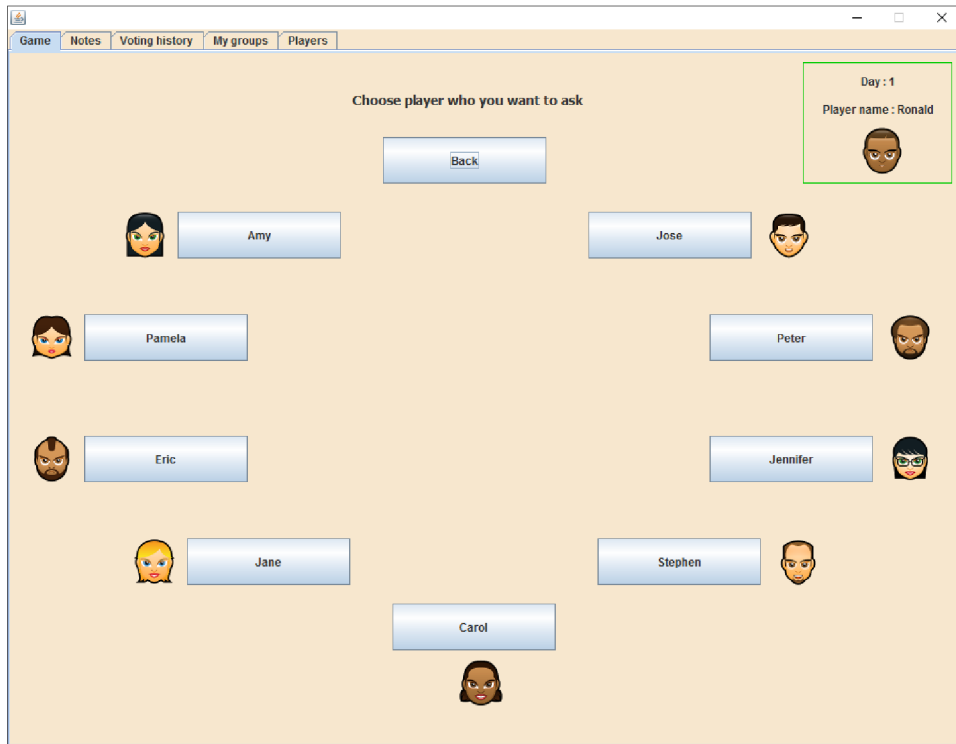 Game Notes Voting history My groups Players
Day : 1
Choose player who you want to ask
Player name : Ronald
Back
Amy
Jose
Pamela
Peter
Eric
Jennifer
Jane
Stephen
Carol